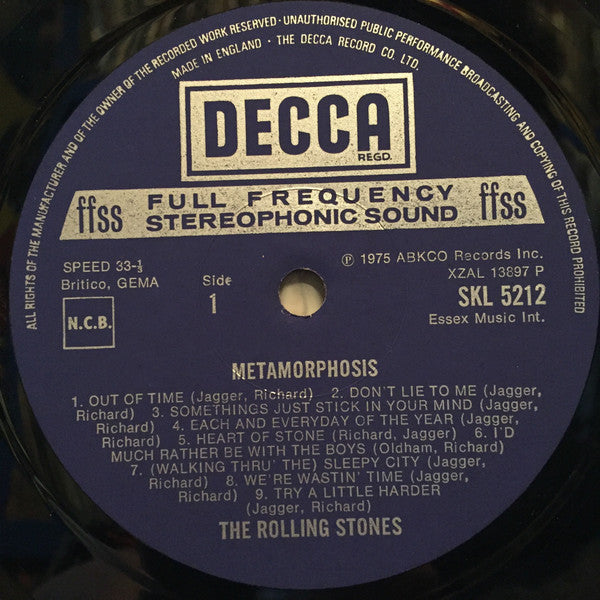 ALL RIGHTS OF THE MANUFACTURER AND OF THE OWNER OF THE RECORDED WORK RESERVED · UNAUTHORISED PUBLIC PERFORMANCE BROADCASTING AND COPYING OF THIS RECORD PROHIBITED
MADE IN ENGLAND · THE DECCA RECORD CO. LTD.
DECCA
REGD.
ffss FULL FREQUENCY ffss
STEREOPHONIC SOUND
SPEED 33-⅓
Britico, GEMA
N.C.B.
Side
1
℗ 1975 ABKCO Records Inc.
XZAL 13897 P
SKL 5212
Essex Music Int.
METAMORPHOSIS
1. OUT OF TIME (Jagger, Richard) 2. DON'T LIE TO ME (Jagger,
Richard) 3. SOMETHINGS JUST STICK IN YOUR MIND (Jagger,
Richard) 4. EACH AND EVERYDAY OF THE YEAR (Jagger,
Richard) 5. HEART OF STONE (Richard, Jagger) 6. I'D
MUCH RATHER BE WITH THE BOYS (Oldham, Richard)
7. (WALKING THRU' THE) SLEEPY CITY (Jagger,
Richard) 8. WE'RE WASTIN' TIME (Jagger,
Richard) 9. TRY A LITTLE HARDER
(Jagger, Richard)
THE ROLLING STONES